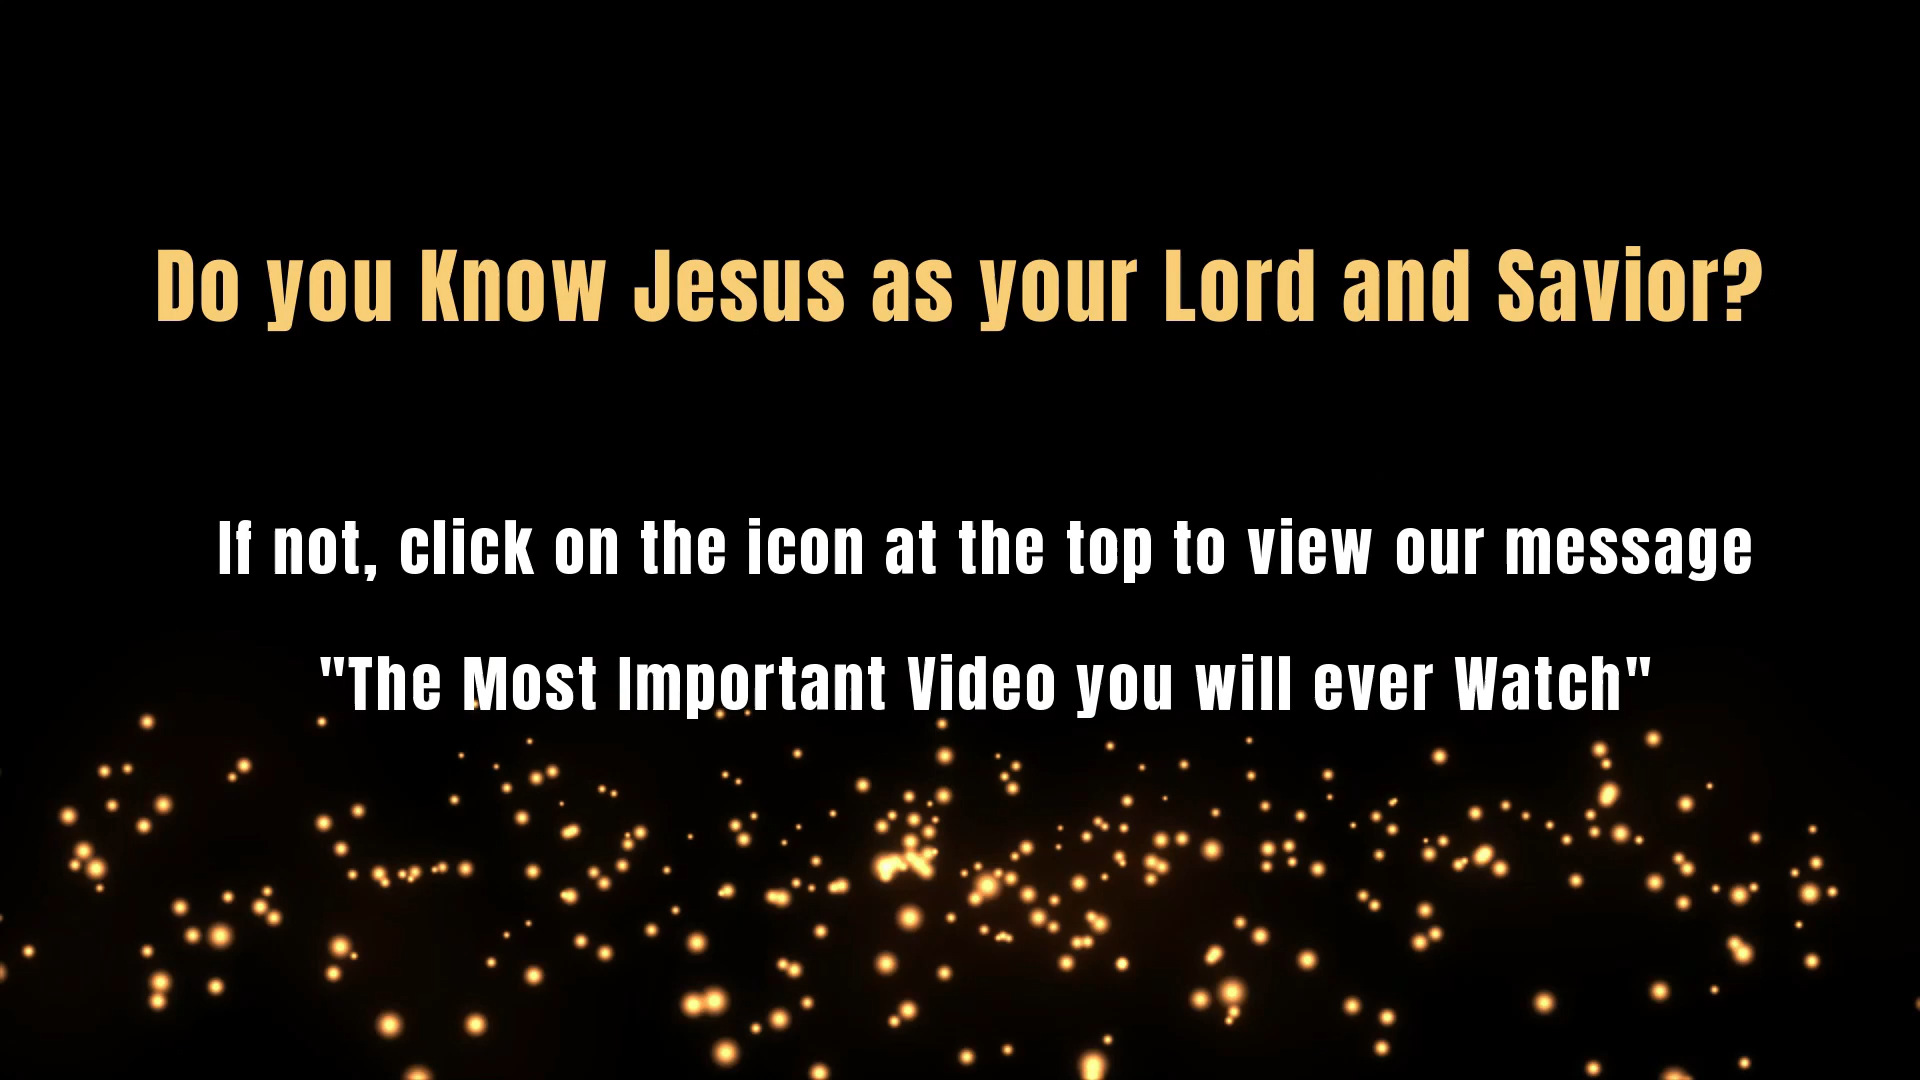 Do you Know Jesus as your Lord and Savior?
If not, click on the icon at the top to view our message
"The Most Important Video you will ever Watch"